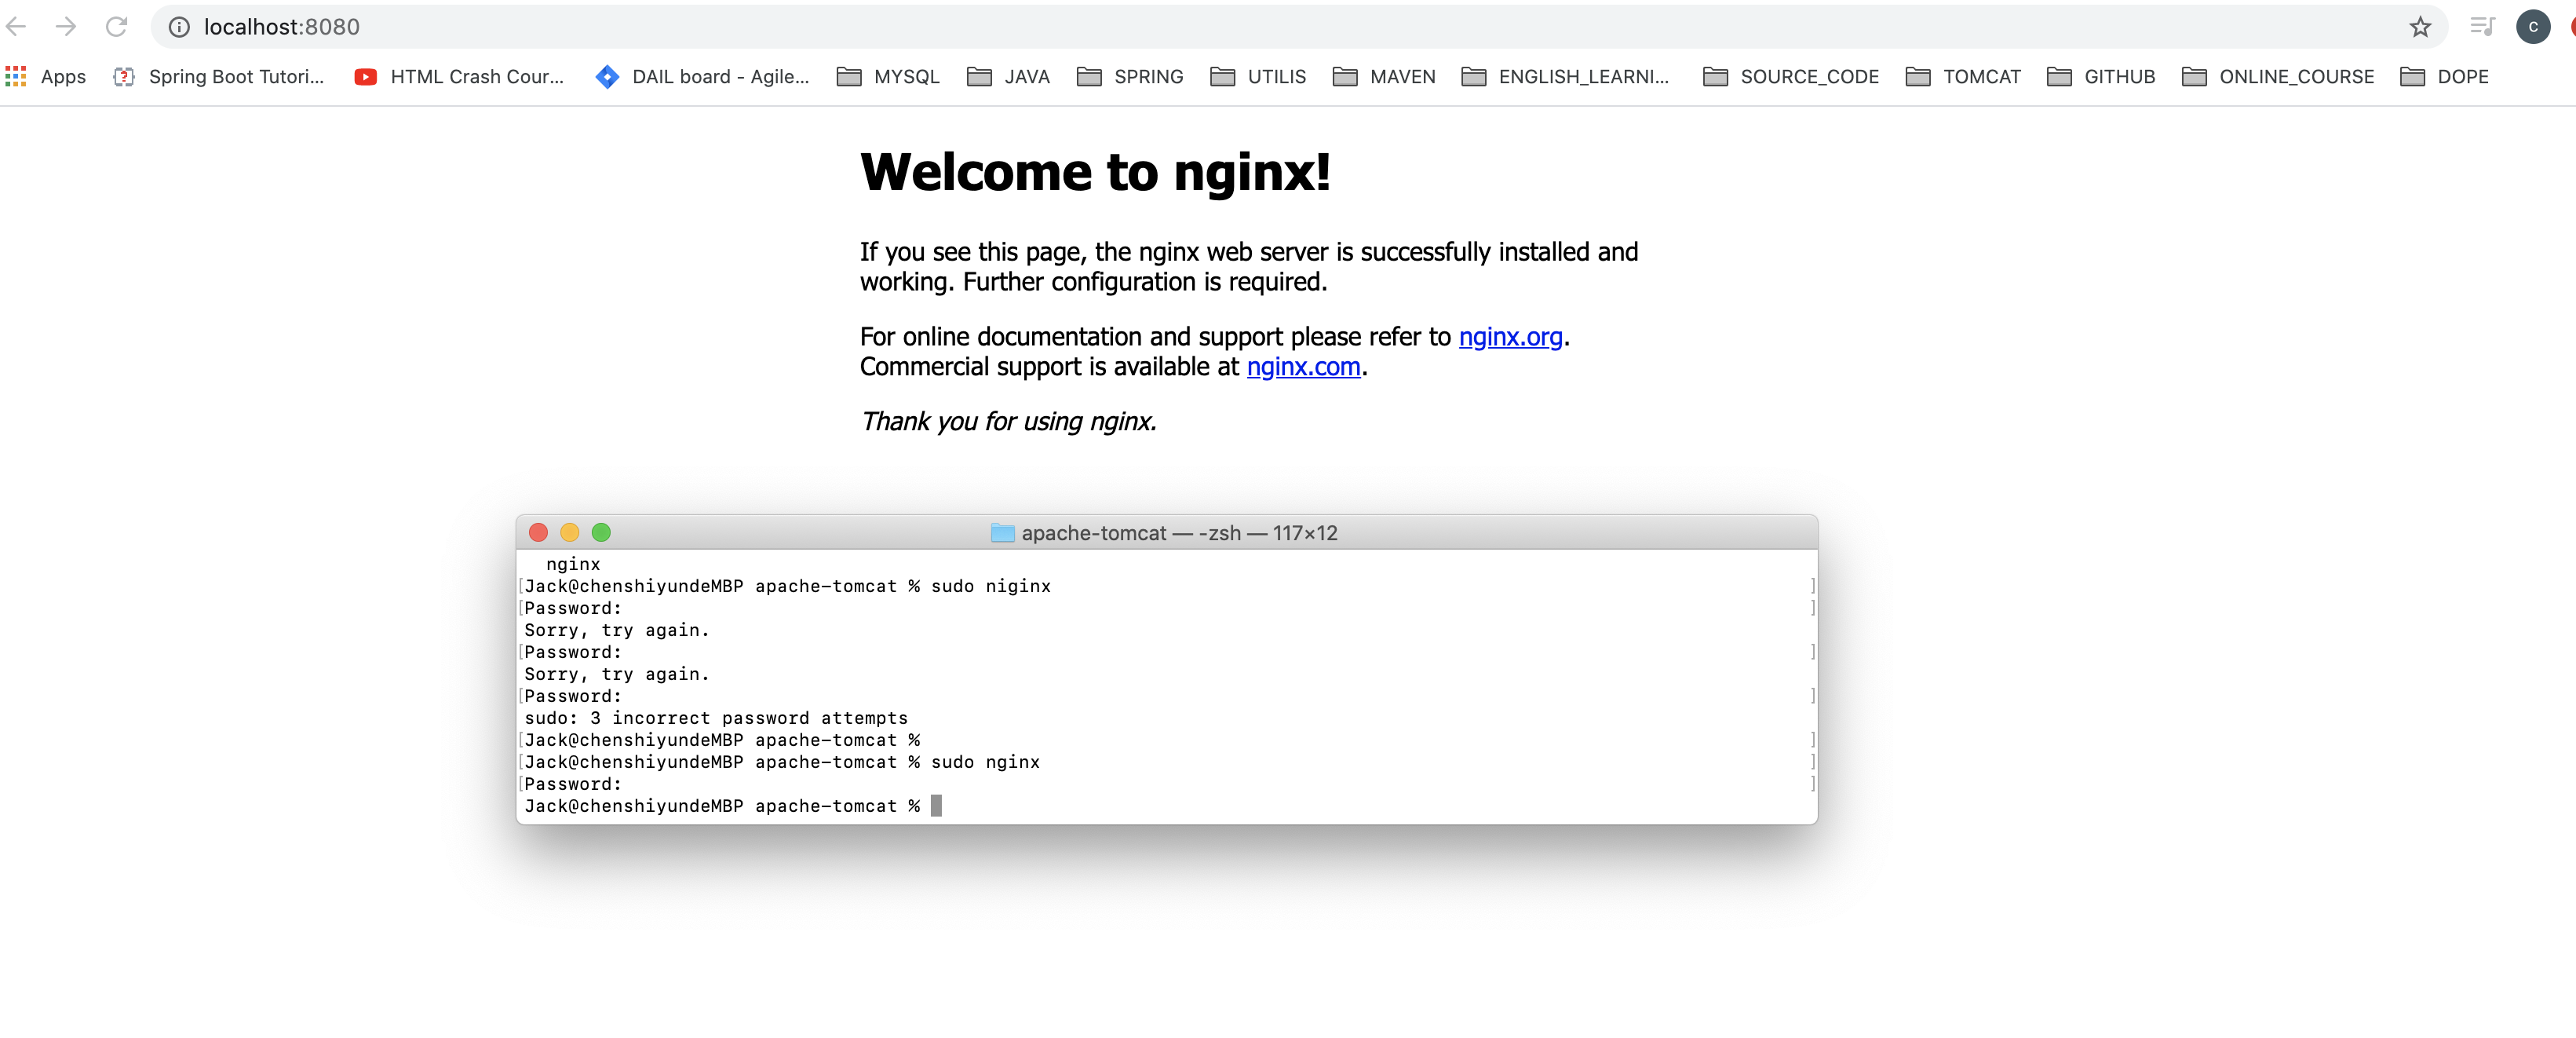 localhost:8080
C
Apps Spring Boot Tutori... HTML Crash Cour... DAIL board - Agile... MYSQL JAVA SPRING UTILIS MAVEN ENGLISH_LEARNI... SOURCE_CODE TOMCAT GITHUB ONLINE_COURSE DOPE
Welcome to nginx!
If you see this page, the nginx web server is successfully installed and
working. Further configuration is required.
For online documentation and support please refer to nginx.org.
Commercial support is available at nginx.com.
Thank you for using nginx.
apache-tomcat — -zsh — 117×12
nginx
[Jack@chenshiyundeMBP apache-tomcat % sudo niginx ]
[Password: ]
Sorry, try again.
[Password: ]
Sorry, try again.
[Password: ]
sudo: 3 incorrect password attempts
[Jack@chenshiyundeMBP apache-tomcat % ]
[Jack@chenshiyundeMBP apache-tomcat % sudo nginx ]
[Password: ]
Jack@chenshiyundeMBP apache-tomcat %